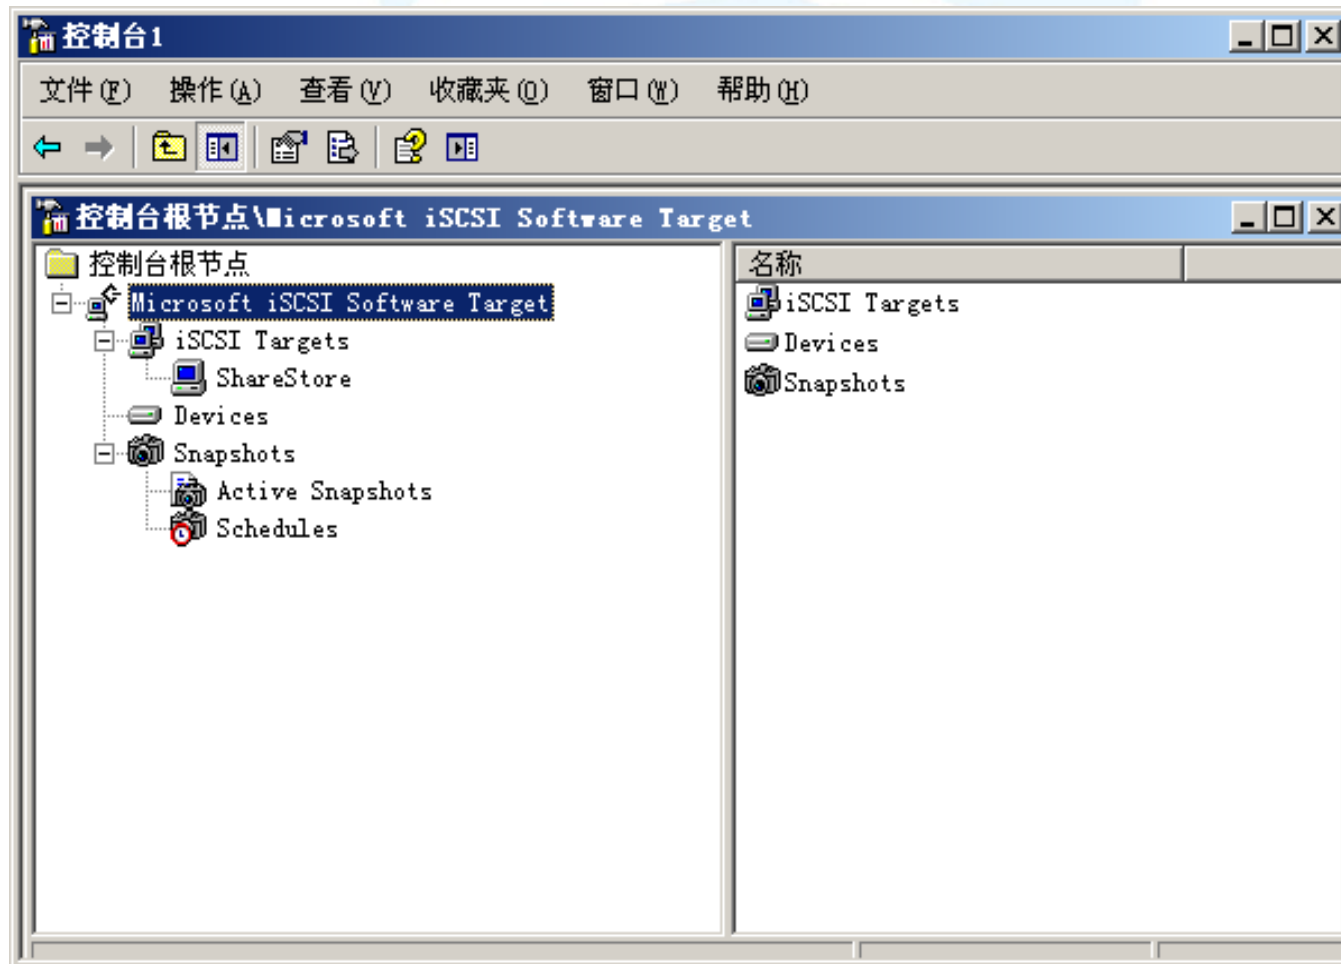 控制台1
文件(F) 操作(A) 查看(V) 收藏夹(O) 窗口(W) 帮助(H)
控制台根节点\Microsoft iSCSI Software Target
控制台根节点
Microsoft iSCSI Software Target
iSCSI Targets
ShareStore
Devices
Snapshots
Active Snapshots
Schedules
名称
iSCSI Targets
Devices
Snapshots